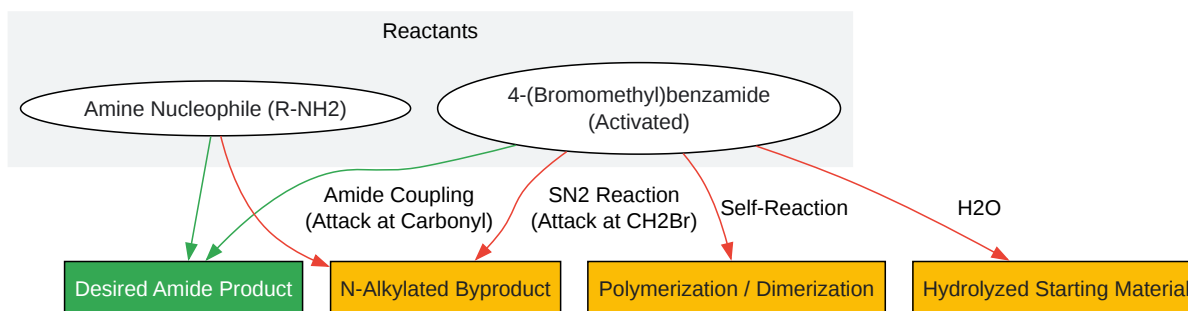 Reactants
Amine Nucleophile (R-NH2)
4-(Bromomethyl)benzamide
(Activated)
Amide Coupling
(Attack at Carbonyl)
SN2 Reaction
(Attack at CH2Br)
Self-Reaction
H2O
Desired Amide Product
N-Alkylated Byproduct
Polymerization / Dimerization
Hydrolyzed Starting Material